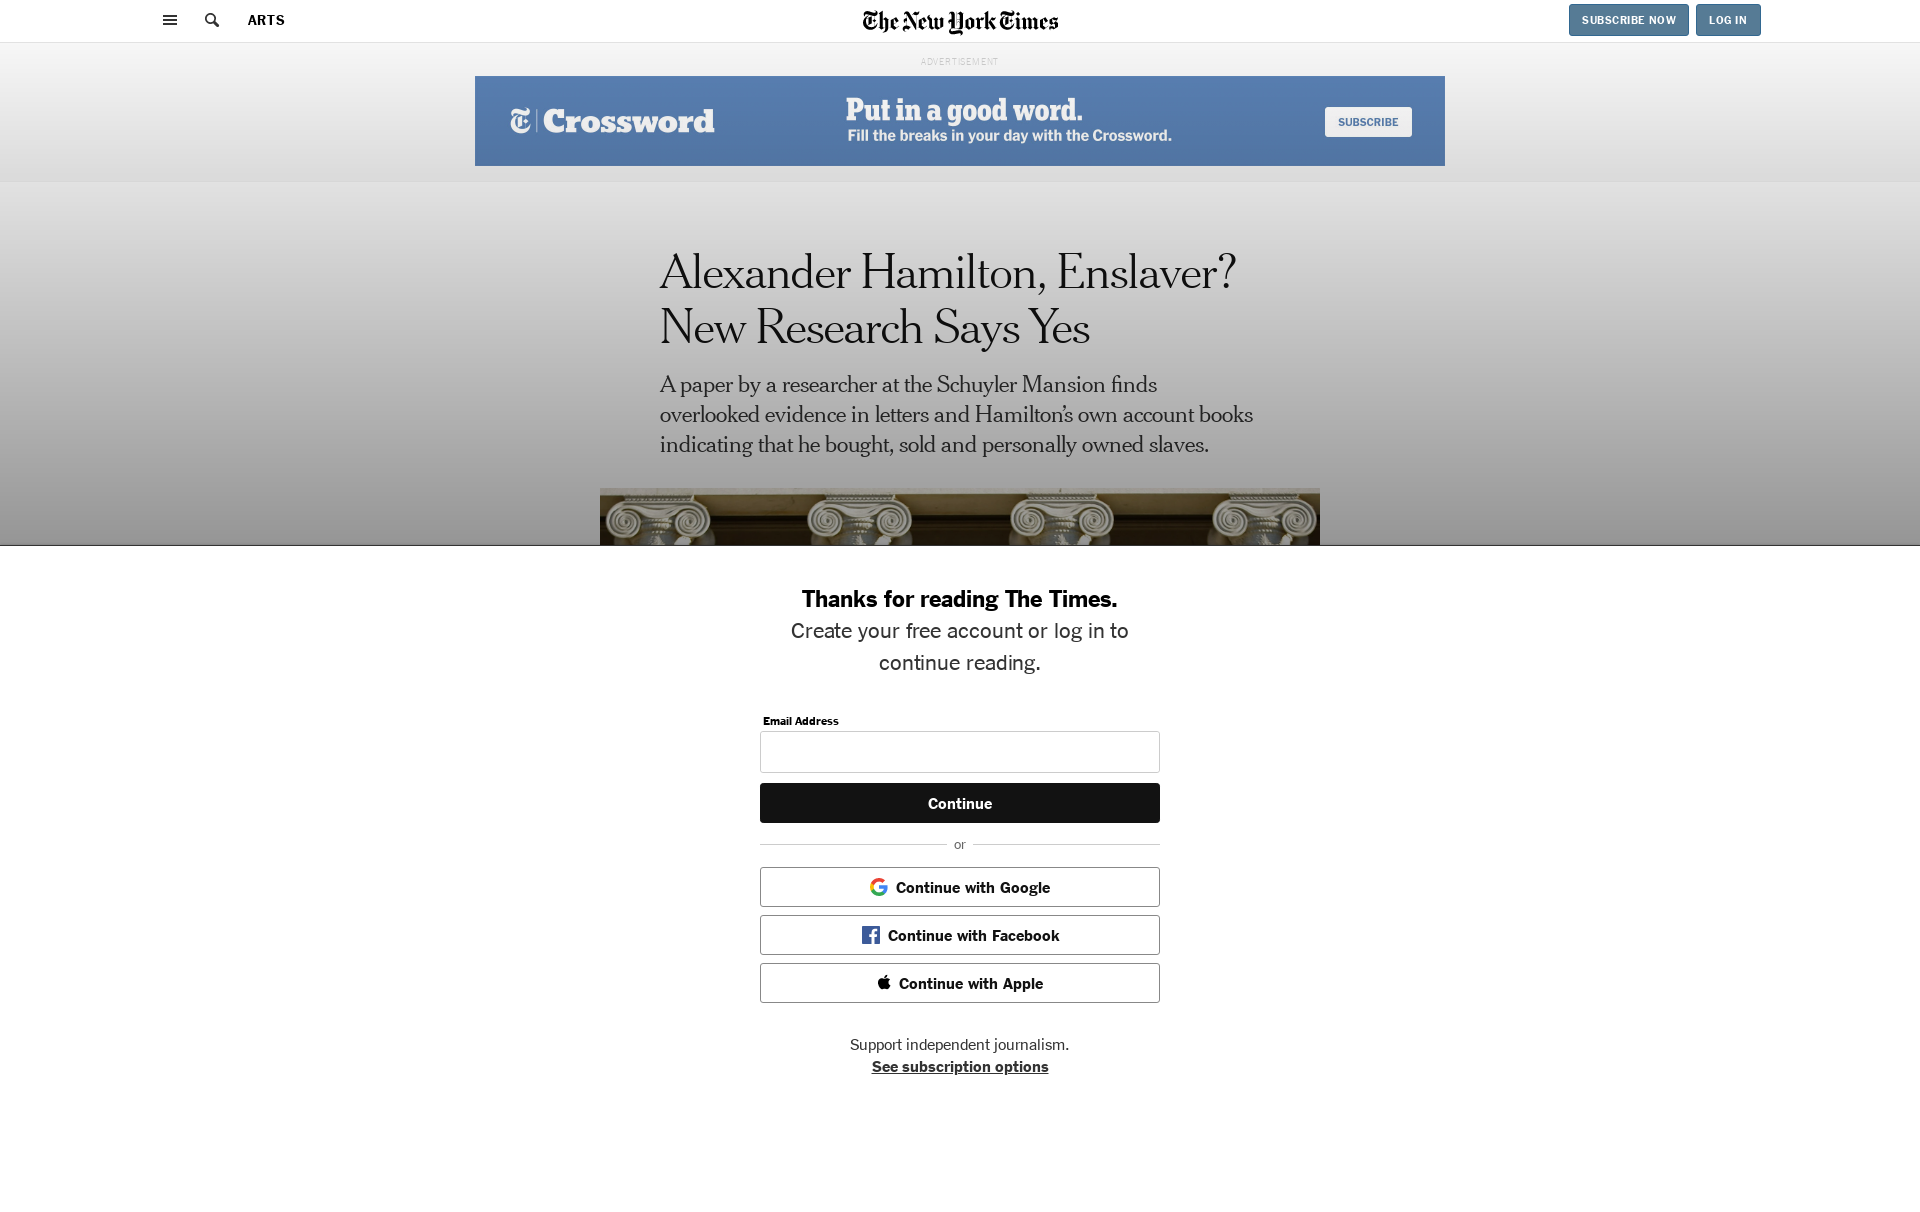 ARTS
The New York Times
SUBSCRIBE NOW
LOG IN
ADVERTISEMENT
Crossword
Put in a good word.
Fill the breaks in your day with the Crossword.
SUBSCRIBE
Alexander Hamilton, Enslaver?
New Research Says Yes
A paper by a researcher at the Schuyler Mansion finds
overlooked evidence in letters and Hamilton’s own account books
indicating that he bought, sold and personally owned slaves.
Thanks for reading The Times.
Create your free account or log in to
continue reading.
Email Address
Continue
or
Continue with Google
Continue with Facebook
Continue with Apple
Support independent journalism.
See subscription options